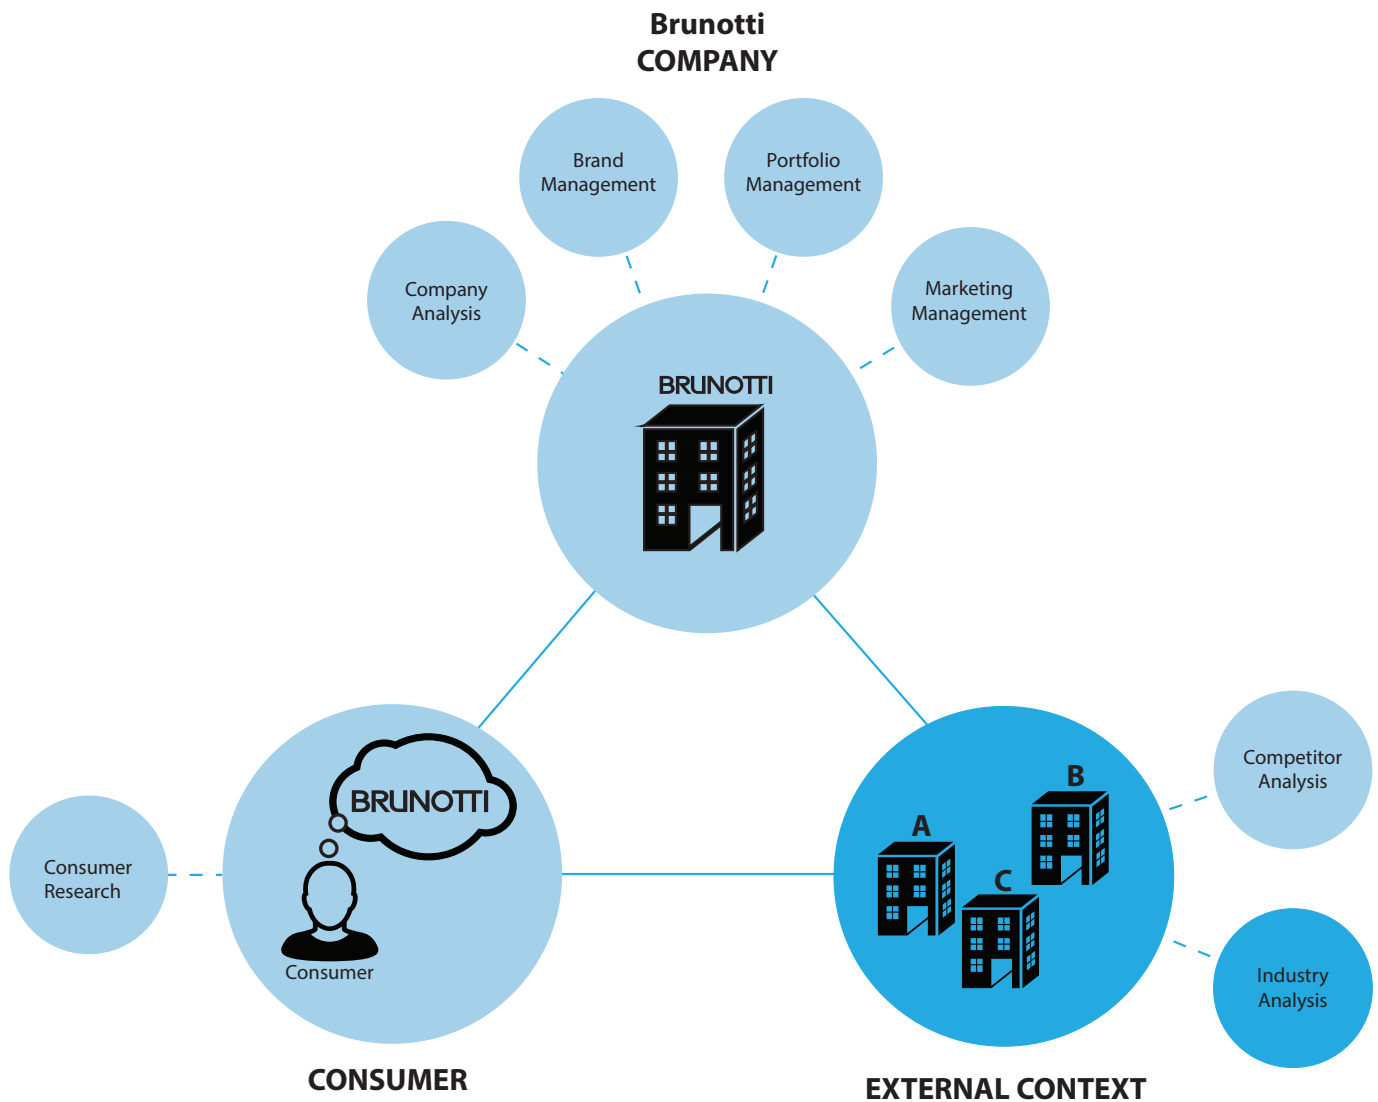 Brunotti
COMPANY
Brand
Management
Portfolio
Management
Company
Analysis
Marketing
Management
BRUNOTTI
Competitor
Analysis
B
BRUNOTTI
A
C
Consumer
Research
Consumer
Industry
Analysis
CONSUMER
EXTERNAL CONTEXT